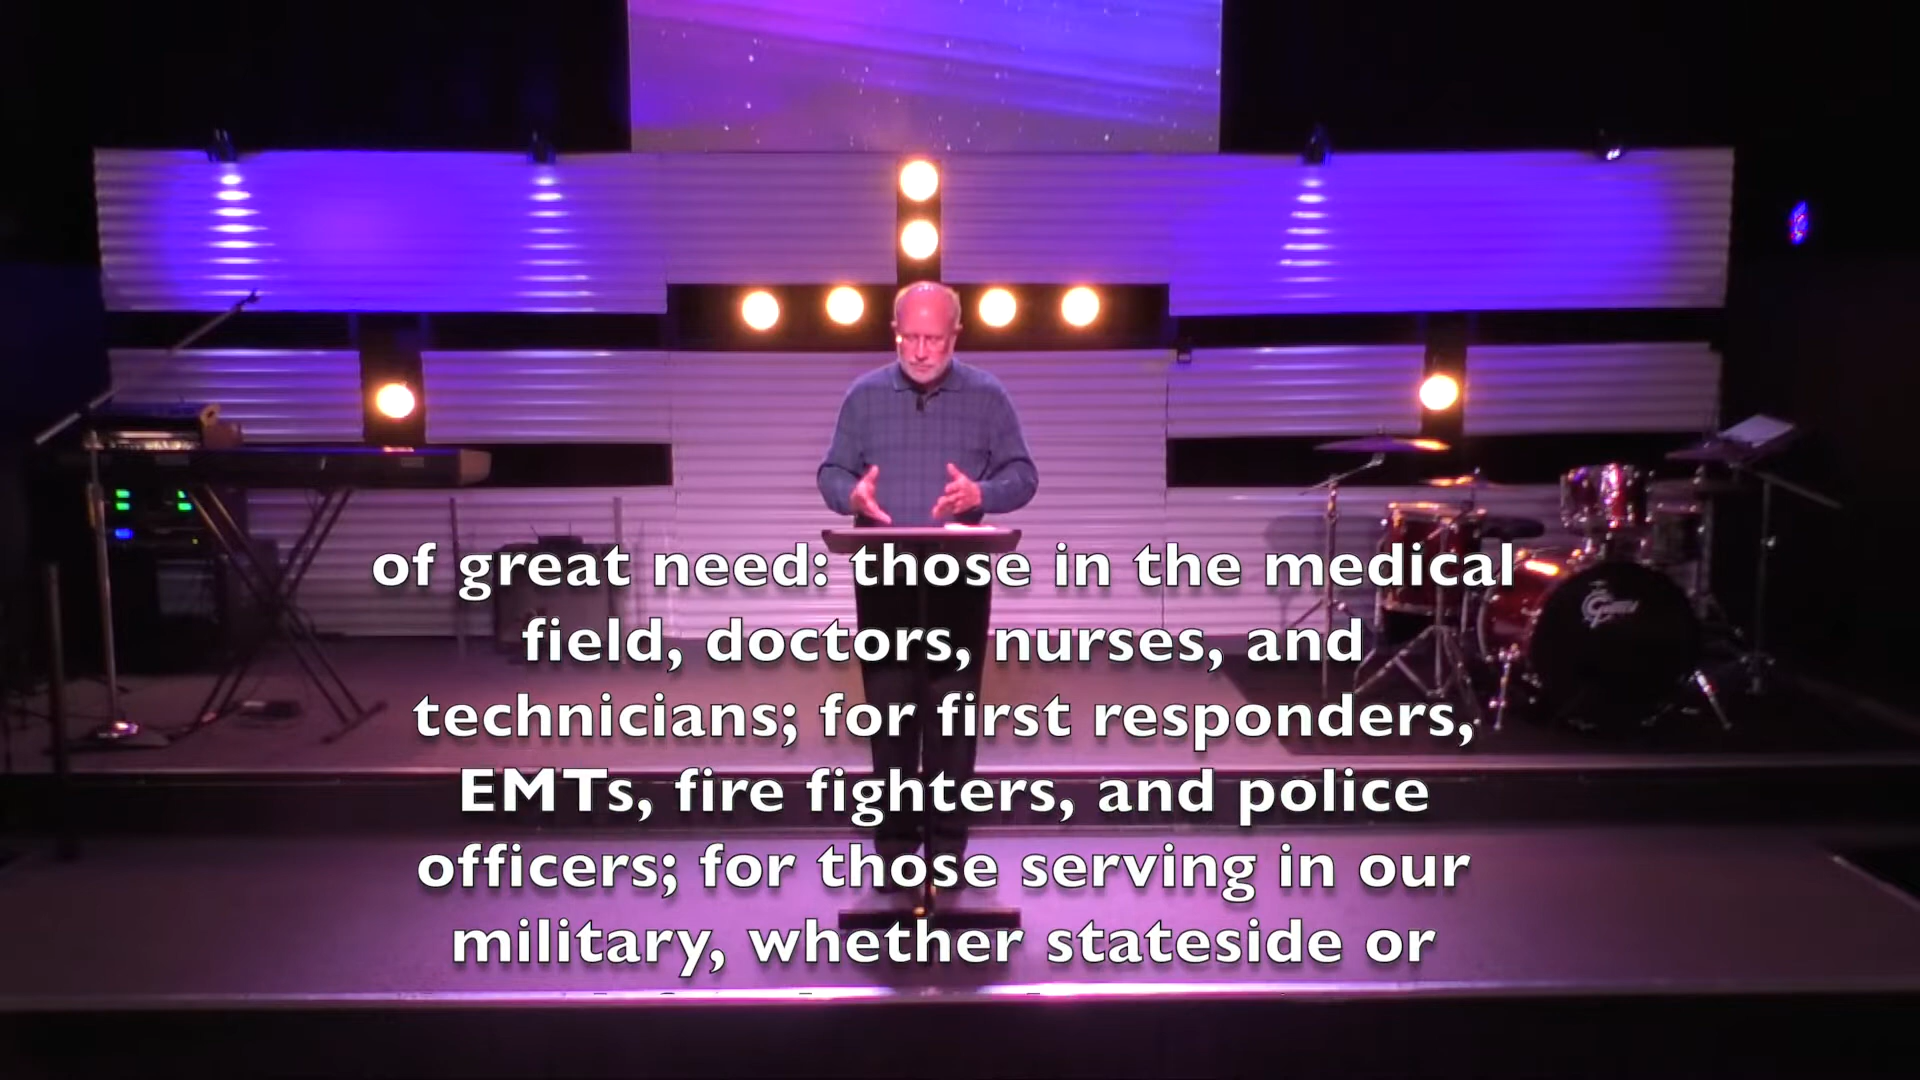 of great need: those in the medical
field, doctors, nurses, and
technicians; for first responders,
EMTs, fire fighters, and police
officers; for those serving in our
military, whether stateside or